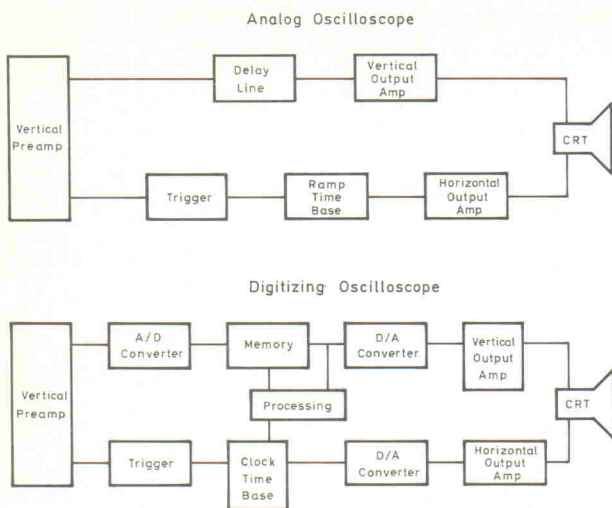 Analog Oscilloscope
Vertical
Preamp
Delay
Line
Vertical
Output
Amp
CRT
Trigger
Ramp
Time
Base
Horizontal
Output
Amp
Digitizing Oscilloscope
Vertical
Preamp
A/D
Converter
Memory
D/A
Converter
Vertical
Output
Amp
Processing
CRT
Trigger
Clock
Time
Base
D/A
Converter
Horizontal
Output
Amp